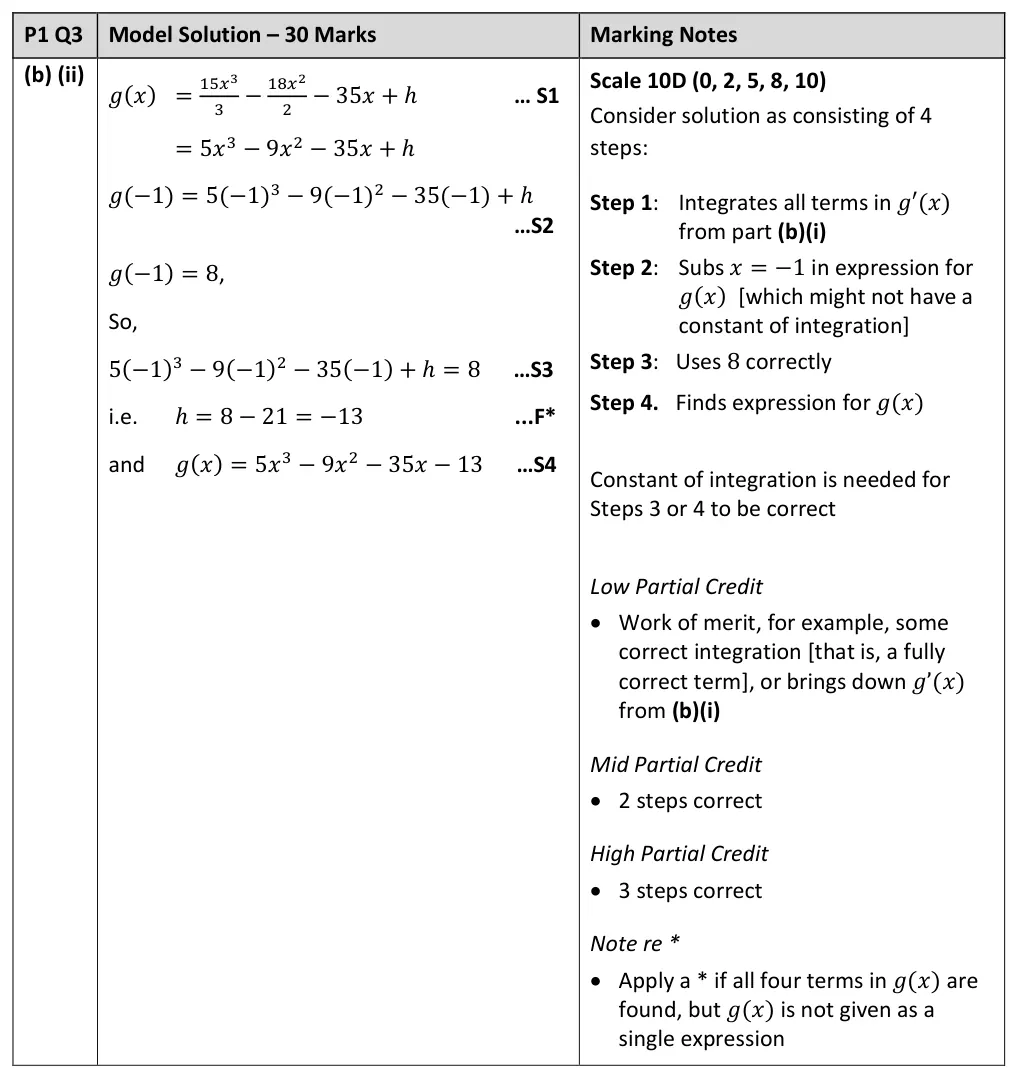 P1 Q3 Model Solution – 30 Marks Marking Notes
(b) (ii)
g(x) = 15x³/3 − 18x²/2 − 35x + h … S1
= 5x³ − 9x² − 35x + h
g(−1) = 5(−1)³ − 9(−1)² − 35(−1) + h
…S2
g(−1) = 8,
So,
5(−1)³ − 9(−1)² − 35(−1) + h = 8 …S3
i.e. h = 8 − 21 = −13 …F*
and g(x) = 5x³ − 9x² − 35x − 13 …S4
Scale 10D (0, 2, 5, 8, 10)
Consider solution as consisting of 4
steps:
Step 1: Integrates all terms in g′(x)
from part (b)(i)
Step 2: Subs x = −1 in expression for
g(x) [which might not have a
constant of integration]
Step 3: Uses 8 correctly
Step 4. Finds expression for g(x)
Constant of integration is needed for
Steps 3 or 4 to be correct
Low Partial Credit
• Work of merit, for example, some
correct integration [that is, a fully
correct term], or brings down g’(x)
from (b)(i)
Mid Partial Credit
• 2 steps correct
High Partial Credit
• 3 steps correct
Note re *
• Apply a * if all four terms in g(x) are
found, but g(x) is not given as a
single expression